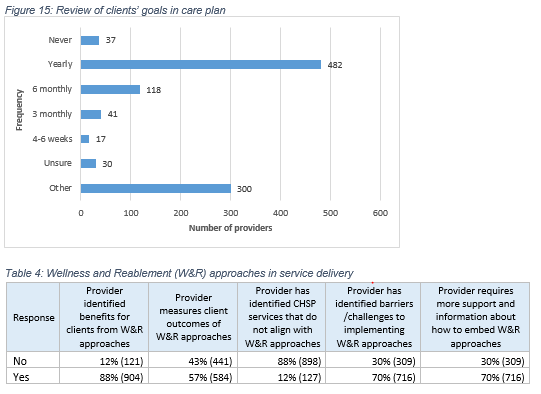 Figure 15: Review of clients' goals in care plan
Frequency
Never 37
Yearly 482
6 monthly 118
3 monthly 41
4-6 weeks 17
Unsure 30
Other 300
0 100 200 300 400 500 600
Number of providers
Table 4: Wellness and Reablement (W&R) approaches in service delivery
Response
Provider
identified
benefits for
clients from W&R
approaches
Provider
measures client
outcomes of
W&R approaches
Provider has
identified CHSP
services that do
not align with
W&R approaches
Provider has
identified barriers
/challenges to
implementing
W&R approaches
Provider requires
more support and
information about
how to embed W&R
approaches
No 12% (121) 43% (441) 88% (898) 30% (309) 30% (309)
Yes 88% (904) 57% (584) 12% (127) 70% (716) 70% (716)